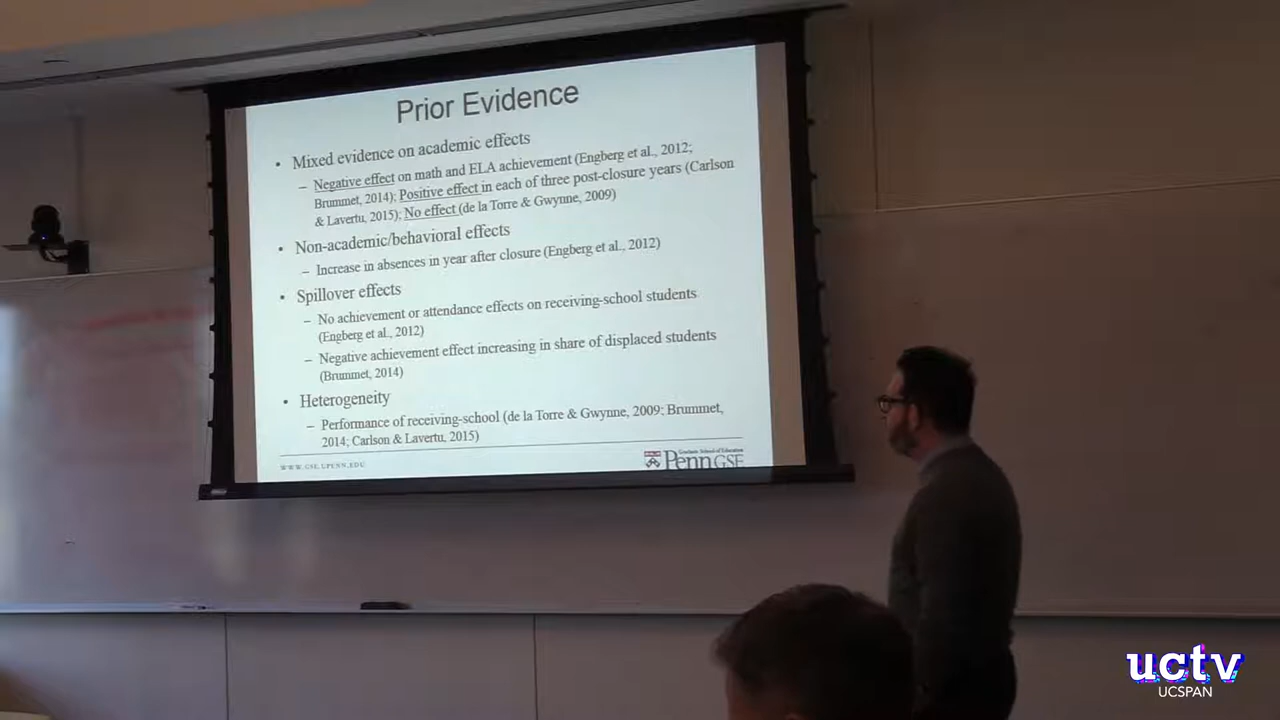 Prior Evidence
• Mixed evidence on academic effects
– Negative effect on math and ELA achievement (Engberg et al., 2012;
Brummet, 2014); Positive effect in each of three post-closure years (Carlson
& Lavertu, 2015); No effect (de la Torre & Gwynne, 2009)
• Non-academic/behavioral effects
– Increase in absences in year after closure (Engberg et al., 2012)
• Spillover effects
– No achievement or attendance effects on receiving-school students
(Engberg et al., 2012)
– Negative achievement effect increasing in share of displaced students
(Brummet, 2014)
• Heterogeneity
– Performance of receiving-school (de la Torre & Gwynne, 2009; Brummet,
2014; Carlson & Lavertu, 2015)
WWW.GSE.UPENN.EDU
Graduate School of Education
Penn GSE
uctv
UCSPAN